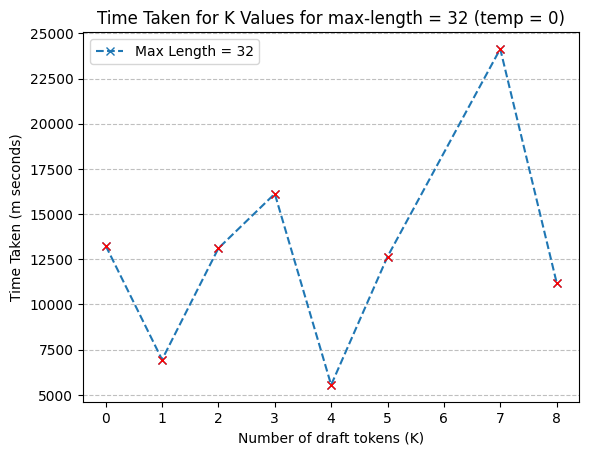 Time Taken for K Values for max-length = 32 (temp = 0)
Max Length = 32
Time Taken (m seconds)
25000
22500
20000
17500
15000
12500
10000
7500
5000
0 1 2 3 4 5 6 7 8
Number of draft tokens (K)